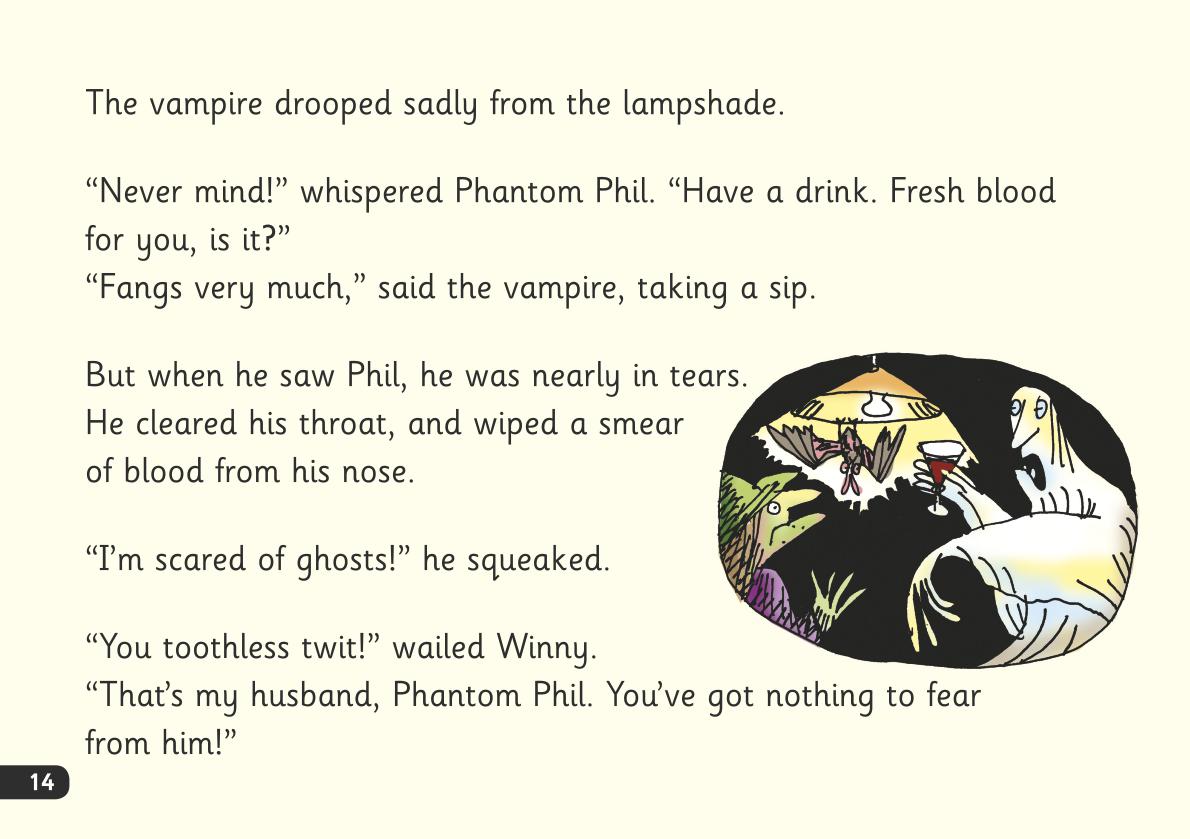 The vampire drooped sadly from the lampshade.
“Never mind!” whispered Phantom Phil. “Have a drink. Fresh blood
for you, is it?”
“Fangs very much,” said the vampire, taking a sip.
But when he saw Phil, he was nearly in tears.
He cleared his throat, and wiped a smear
of blood from his nose.
“I’m scared of ghosts!” he squeaked.
“You toothless twit!” wailed Winny.
“That’s my husband, Phantom Phil. You’ve got nothing to fear
from him!”
14